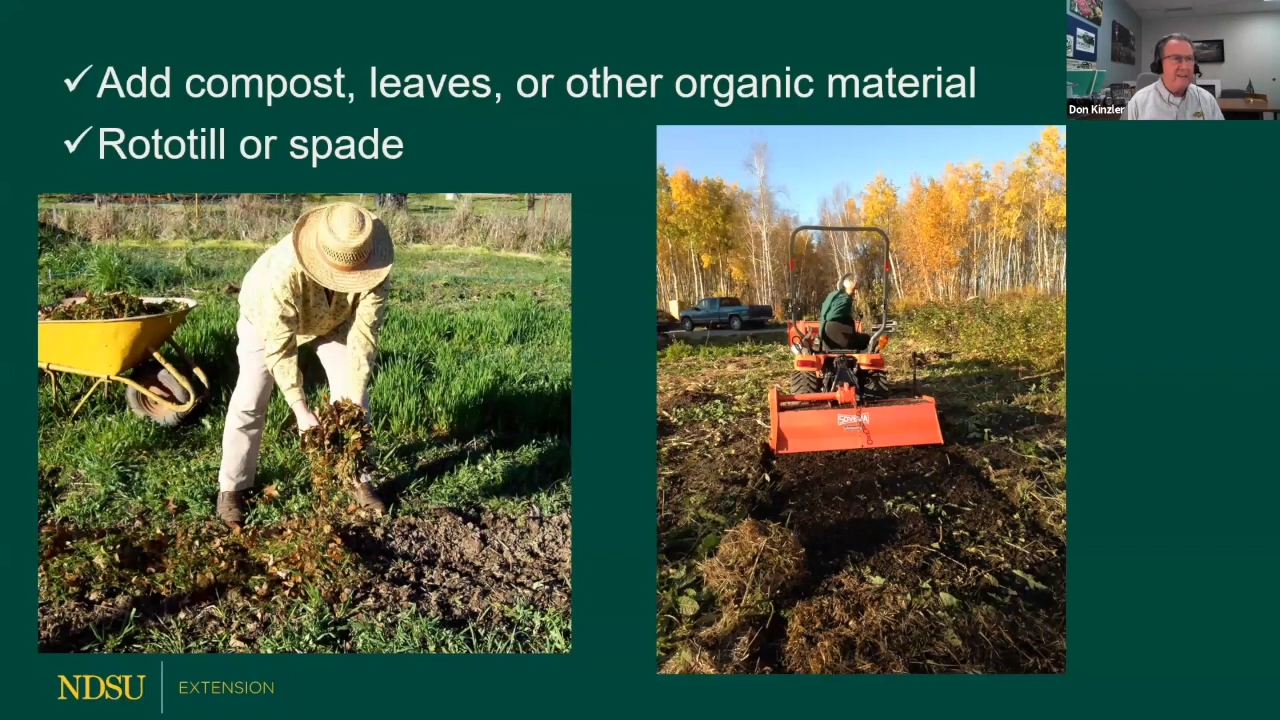 ✓Add compost, leaves, or other organic material
✓Rototill or spade
Don Kinzler
NDSU EXTENSION